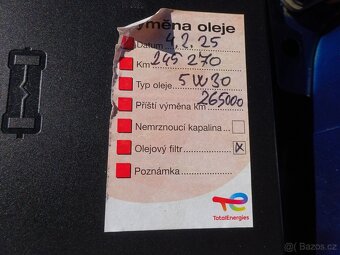 Výměna oleje
Datum 4.2.25
Km 245 270
Typ oleje 5W30
Příští výměna km 265000
Nemrznoucí kapalina...
Olejový filtr
Poznámka
TotalEnergies
© Bazos.cz